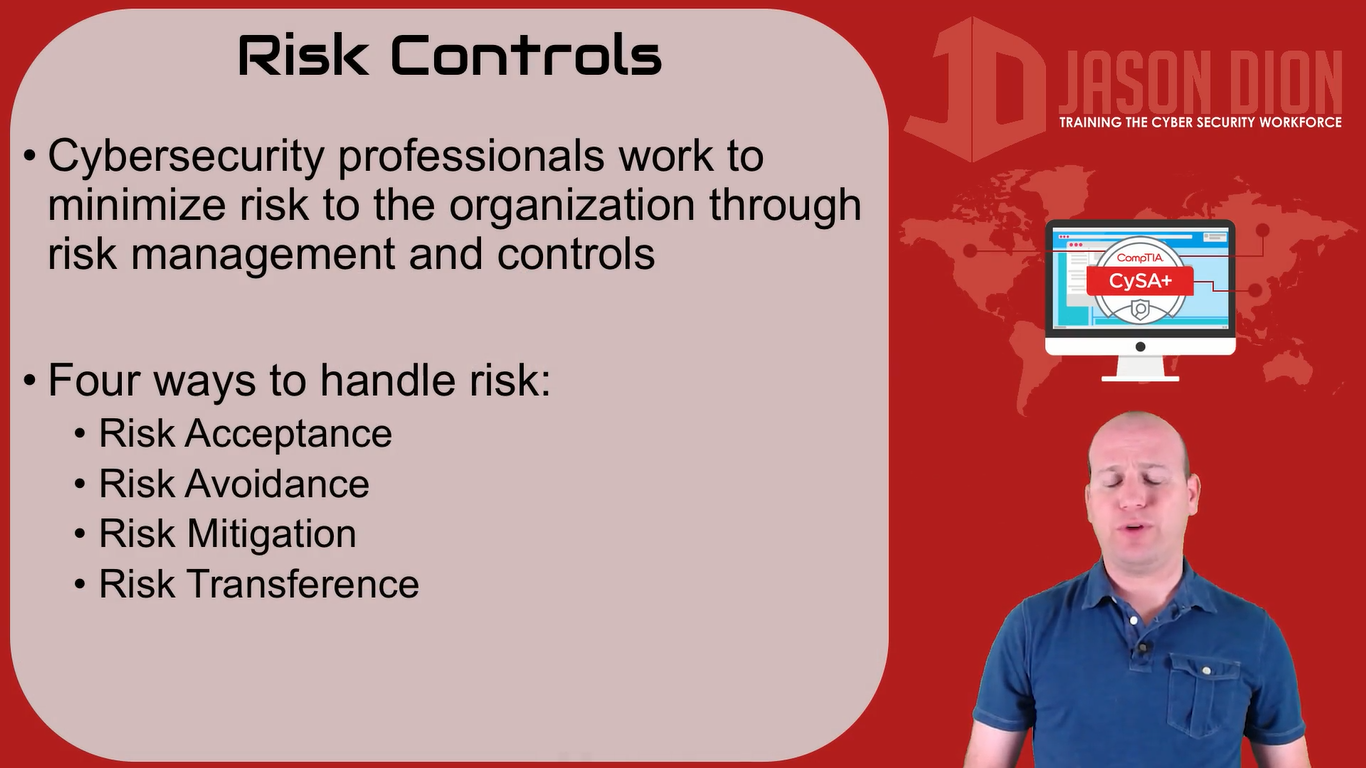 Risk Controls
• Cybersecurity professionals work to
minimize risk to the organization through
risk management and controls
• Four ways to handle risk:
• Risk Acceptance
• Risk Avoidance
• Risk Mitigation
• Risk Transference
JD JASON DION
TRAINING THE CYBER SECURITY WORKFORCE
CompTIA.
CySA+